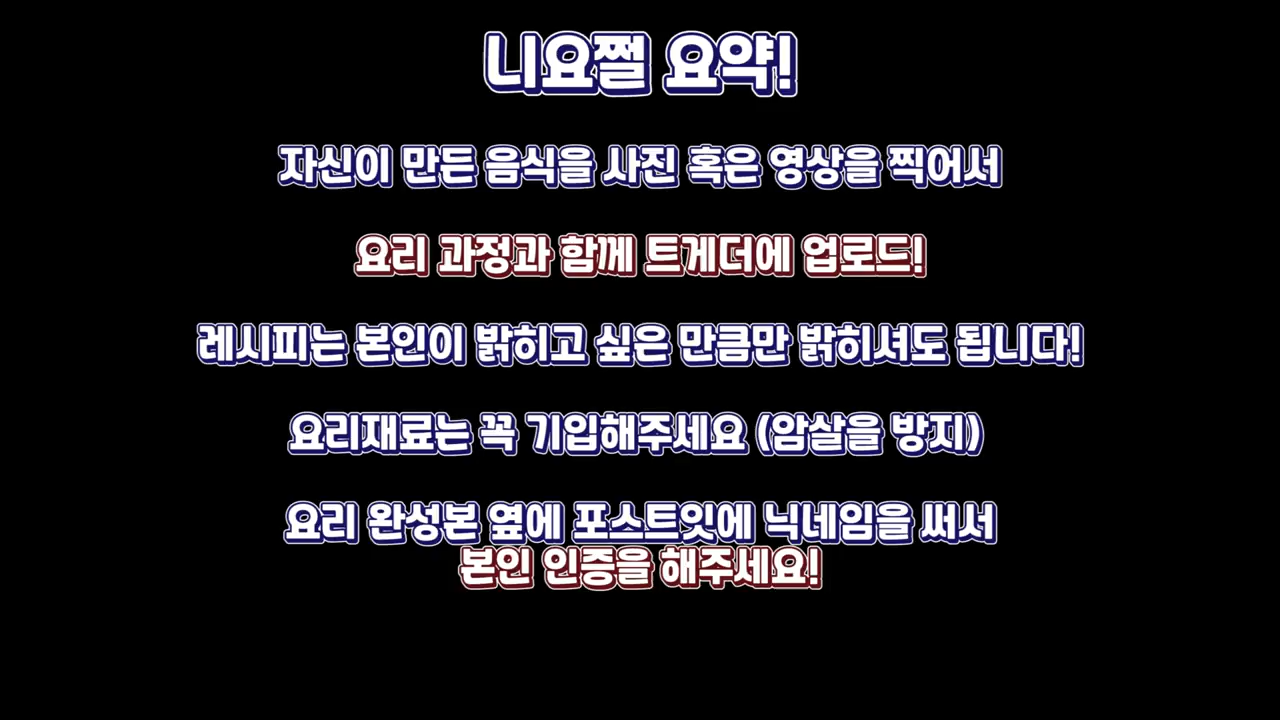 니요쩔 요약!
자신이 만든 음식을 사진 혹은 영상을 찍어서
요리 과정과 함께 트게더에 업로드!
레시피는 본인이 밝히고 싶은 만큼만 밝히셔도 됩니다!
요리재료는 꼭 기입해주세요 (암살을 방지)
요리 완성본 옆에 포스트잇에 닉네임을 써서
본인 인증을 해주세요!